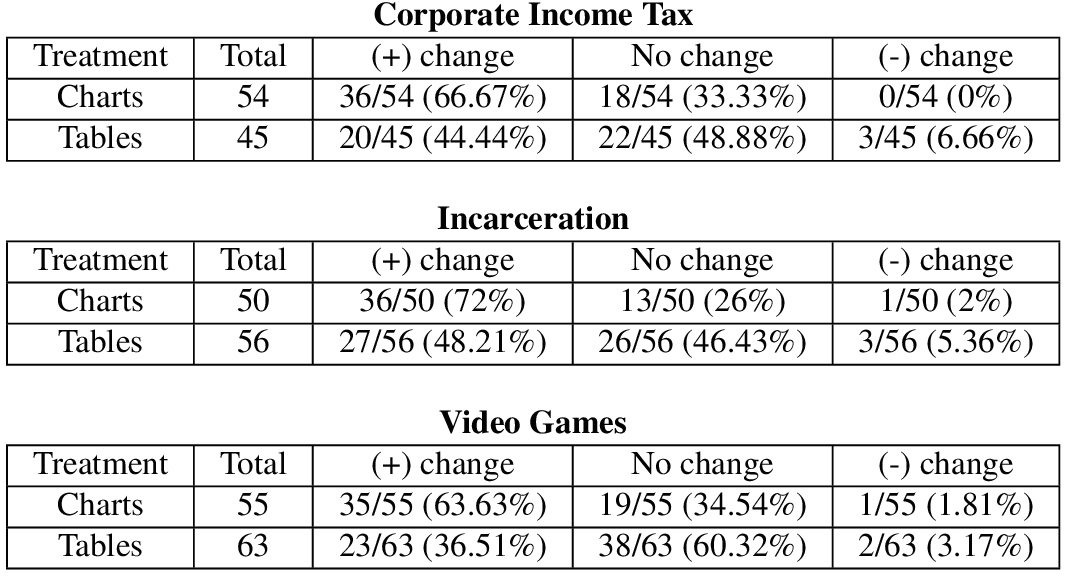 Corporate Income Tax
Treatment Total (+) change No change (-) change
Charts 54 36/54 (66.67%) 18/54 (33.33%) 0/54 (0%)
Tables 45 20/45 (44.44%) 22/45 (48.88%) 3/45 (6.66%)
Incarceration
Treatment Total (+) change No change (-) change
Charts 50 36/50 (72%) 13/50 (26%) 1/50 (2%)
Tables 56 27/56 (48.21%) 26/56 (46.43%) 3/56 (5.36%)
Video Games
Treatment Total (+) change No change (-) change
Charts 55 35/55 (63.63%) 19/55 (34.54%) 1/55 (1.81%)
Tables 63 23/63 (36.51%) 38/63 (60.32%) 2/63 (3.17%)